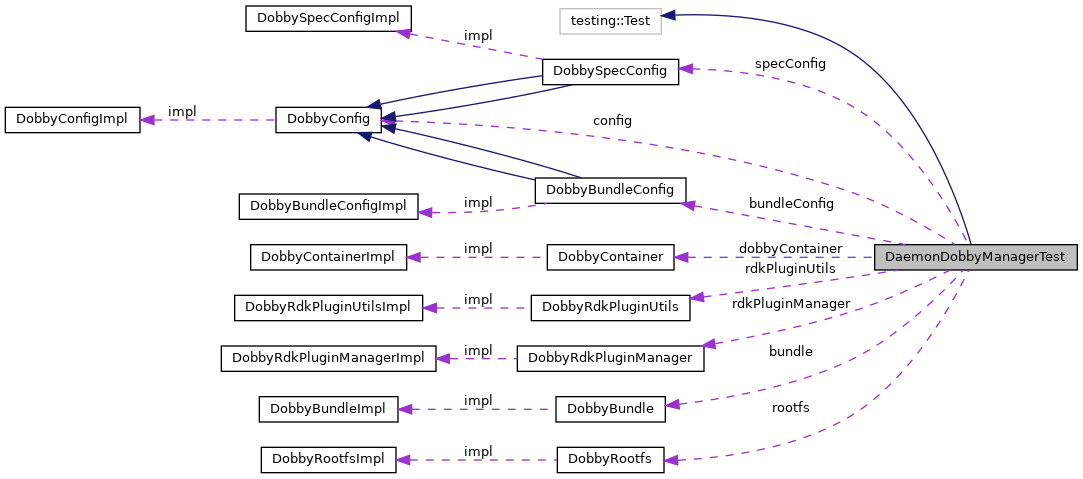 DobbySpecConfigImpl
testing::Test
impl
specConfig
DobbySpecConfig
impl
DobbyConfigImpl
DobbyConfig
config
DobbyBundleConfig
impl
bundleConfig
DobbyBundleConfigImpl
impl
dobbyContainer
DobbyContainerImpl
DobbyContainer
DaemonDobbyManagerTest
rdkPluginUtils
impl
DobbyRdkPluginUtilsImpl
DobbyRdkPluginUtils
rdkPluginManager
impl
DobbyRdkPluginManagerImpl
DobbyRdkPluginManager
bundle
impl
DobbyBundleImpl
DobbyBundle
rootfs
impl
DobbyRootfsImpl
DobbyRootfs